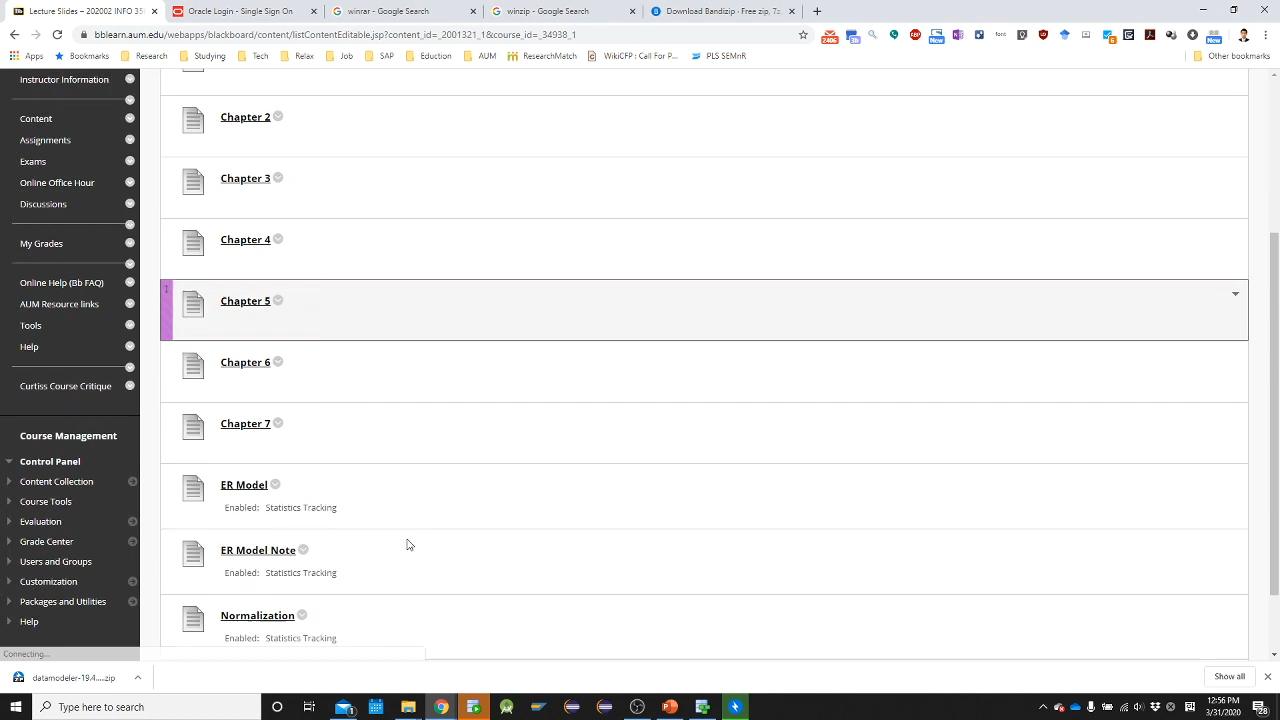 Lecture Slides – 202002 INFO 35
Oracle Login - Single Sign On
winrar - Google Search
winzip - Google Search
Download Bandizip - Free zip, 7z
bblearn.aum.edu/webapps/blackboard/content/listContentEditable.jsp?content_id=_2001321_1&course_id=_34938_1
Apps
Bookmarks
Research
Studying
Tech
Relax
Job
SAP
Eduction
AUM
ResearchMatch
WikiCFP : Call For P...
PLS SEMnR
Other bookmarks
Instructor Information
Content
Assignments
Exams
Online Office Hour
Discussions
My Grades
Online Help (Bb FAQ)
AUM Resource links
Tools
Help
Curtiss Course Critique
Course Management
Control Panel
Content Collection
Course Tools
Evaluation
Grade Center
Users and Groups
Customization
Packages and Utilities
Help
Chapter 2
Chapter 3
Chapter 4
Chapter 5
Chapter 6
Chapter 7
ER Model
Enabled: Statistics Tracking
ER Model Note
Enabled: Statistics Tracking
Normalization
Enabled: Statistics Tracking
Connecting...
datamodeler-19.4....zip
Show all
Type here to search
12:56 PM
3/31/2020